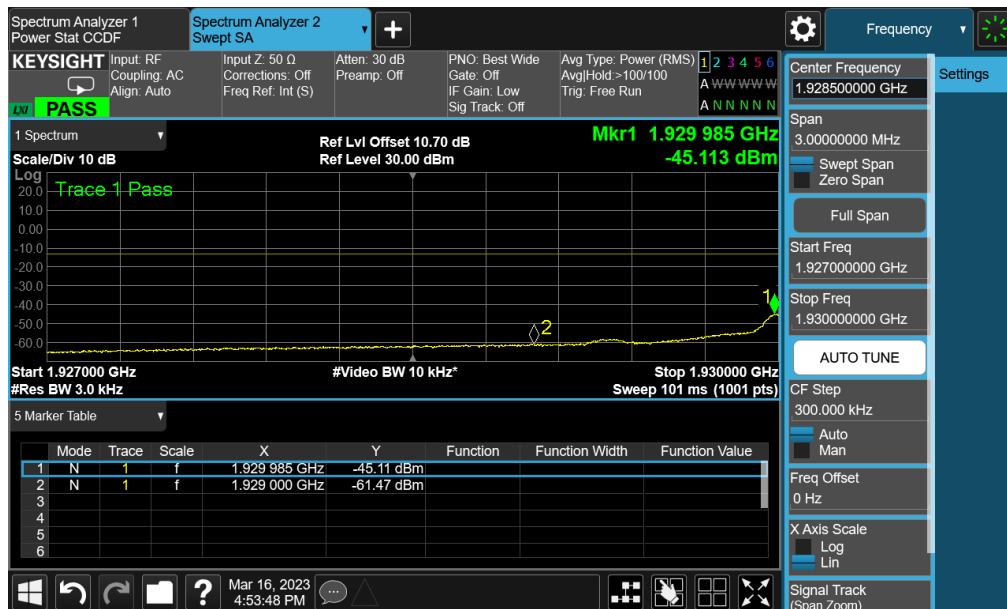 Spectrum Analyzer 1
Power Stat CCDF
Spectrum Analyzer 2
Swept SA
+
Frequency
KEYSIGHT
LXI
PASS
Input: RF
Coupling: AC
Align: Auto
Input Z: 50 Ω
Corrections: Off
Freq Ref: Int (S)
Atten: 30 dB
Preamp: Off
PNO: Best Wide
Gate: Off
IF Gain: Low
Sig Track: Off
Avg Type: Power (RMS)
Avg|Hold:>100/100
Trig: Free Run
1 2 3 4 5 6
A W W W W W
A N N N N N
1 Spectrum
Scale/Div 10 dB
Ref Lvl Offset 10.70 dB
Ref Level 30.00 dBm
Mkr1 1.929 985 GHz
-45.113 dBm
Log
Trace 1 Pass
20.0
10.0
0.00
-10.0
-20.0
-30.0
-40.0
-50.0
-60.0
1
2
Start 1.927000 GHz
#Video BW 10 kHz*
Stop 1.930000 GHz
#Res BW 3.0 kHz
Sweep 101 ms (1001 pts)
5 Marker Table
Mode Trace Scale X Y Function Function Width Function Value
1 N 1 f 1.929 985 GHz -45.11 dBm
2 N 1 f 1.929 000 GHz -61.47 dBm
3
4
5
6
?
Mar 16, 2023
4:53:48 PM
Center Frequency
1.928500000 GHz
Span
3.00000000 MHz
Swept Span
Zero Span
Full Span
Start Freq
1.927000000 GHz
Stop Freq
1.930000000 GHz
AUTO TUNE
CF Step
300.000 kHz
Auto
Man
Freq Offset
0 Hz
X Axis Scale
Log
Lin
Signal Track
(Span Zoom)
Settings